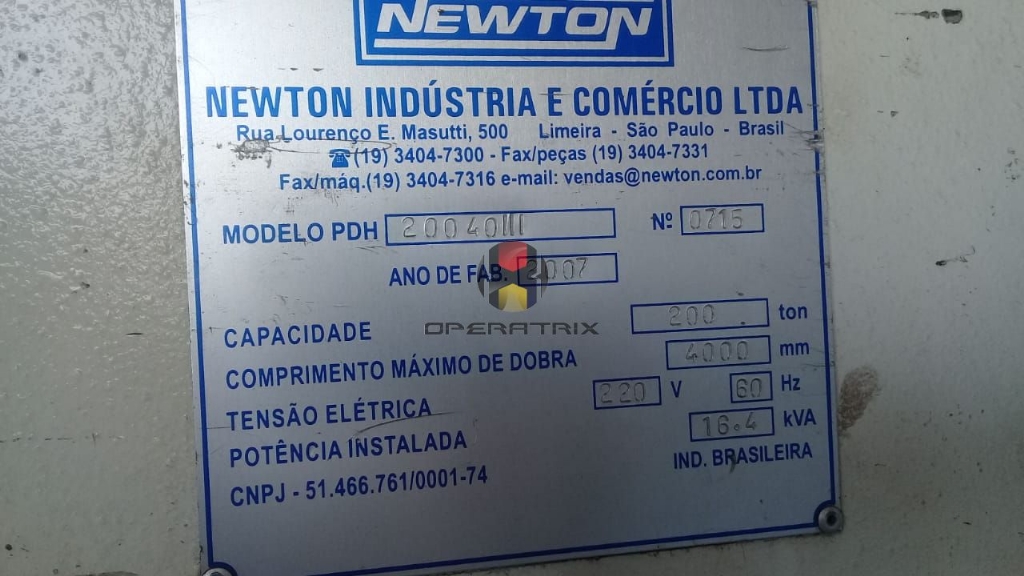 NEWTON
NEWTON INDÚSTRIA E COMÉRCIO LTDA
Rua Lourenço E. Masutti, 500 Limeira - São Paulo - Brasil
☎(19) 3404-7300 - Fax/peças (19) 3404-7331
Fax/máq.(19) 3404-7316 e-mail: vendas@newton.com.br
MODELO PDH 20040III Nº 0715
ANO DE FAB. 2007
OPERATRIX
CAPACIDADE 200 . ton
COMPRIMENTO MÁXIMO DE DOBRA 4000 mm
TENSÃO ELÉTRICA 220 V 60 Hz
POTÊNCIA INSTALADA 16.4 kVA
CNPJ - 51.466.761/0001-74 IND. BRASILEIRA